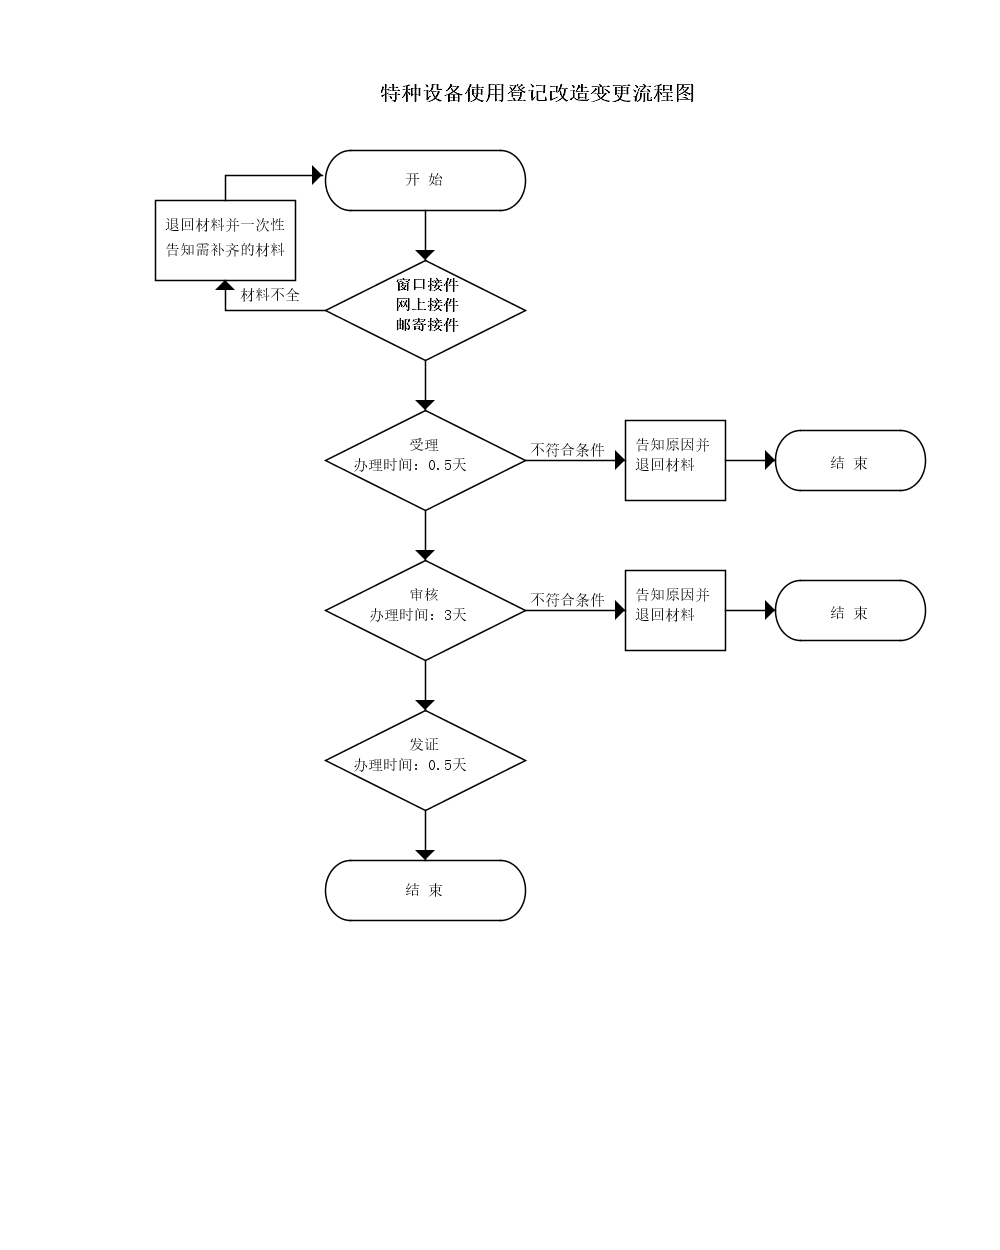 特种设备使用登记改造变更流程图
开 始
退回材料并一次性
告知需补齐的材料
材料不全
窗口接件
网上接件
邮寄接件
受理
办理时间：0.5天
不符合条件
告知原因并
退回材料
结 束
审核
办理时间：3天
不符合条件
告知原因并
退回材料
结 束
发证
办理时间：0.5天
结 束